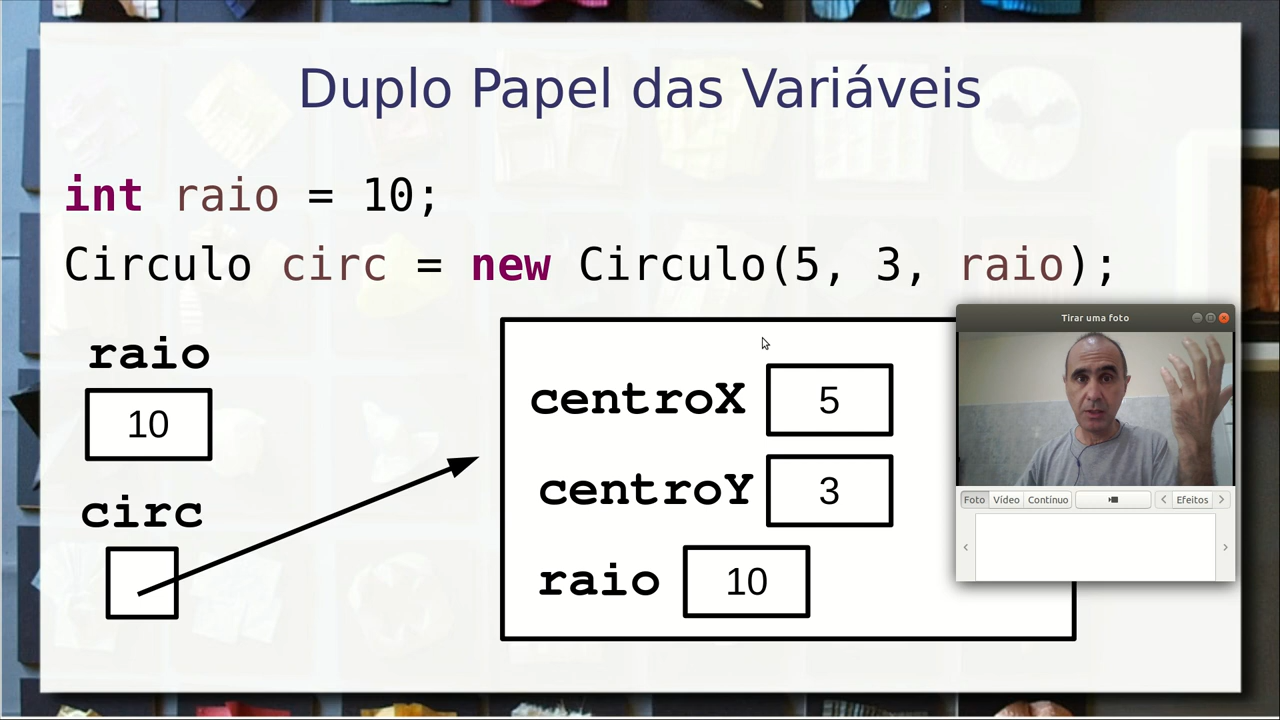 Duplo Papel das Variáveis
int raio = 10;
Circulo circ = new Circulo(5, 3, raio);
raio
10
circ
centroX 5
centroY 3
raio 10
Tirar uma foto
Foto Vídeo Contínuo Efeitos